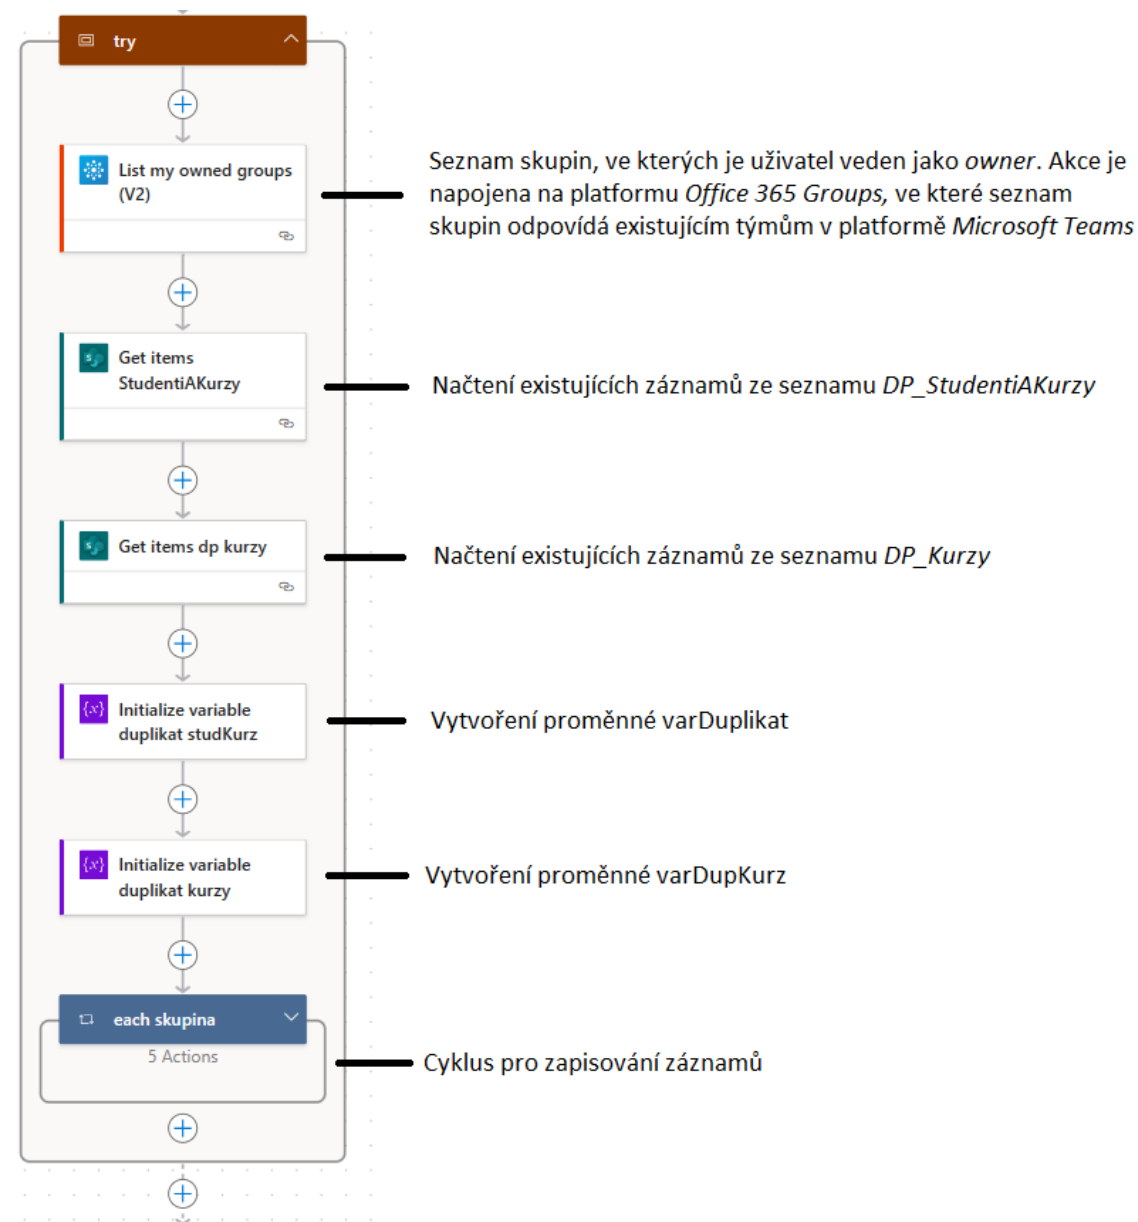 try
List my owned groups
(V2)
Seznam skupin, ve kterých je uživatel veden jako owner. Akce je
napojena na platformu Office 365 Groups, ve které seznam
skupin odpovídá existujícím týmům v platformě Microsoft Teams
Get items
StudentiAKurzy
Načtení existujících záznamů ze seznamu DP_StudentiAKurzy
Get items dp kurzy
Načtení existujících záznamů ze seznamu DP_Kurzy
{x}
Initialize variable
duplikat studKurz
Vytvoření proměnné varDuplikat
{x}
Initialize variable
duplikat kurzy
Vytvoření proměnné varDupKurz
each skupina
5 Actions
Cyklus pro zapisování záznamů